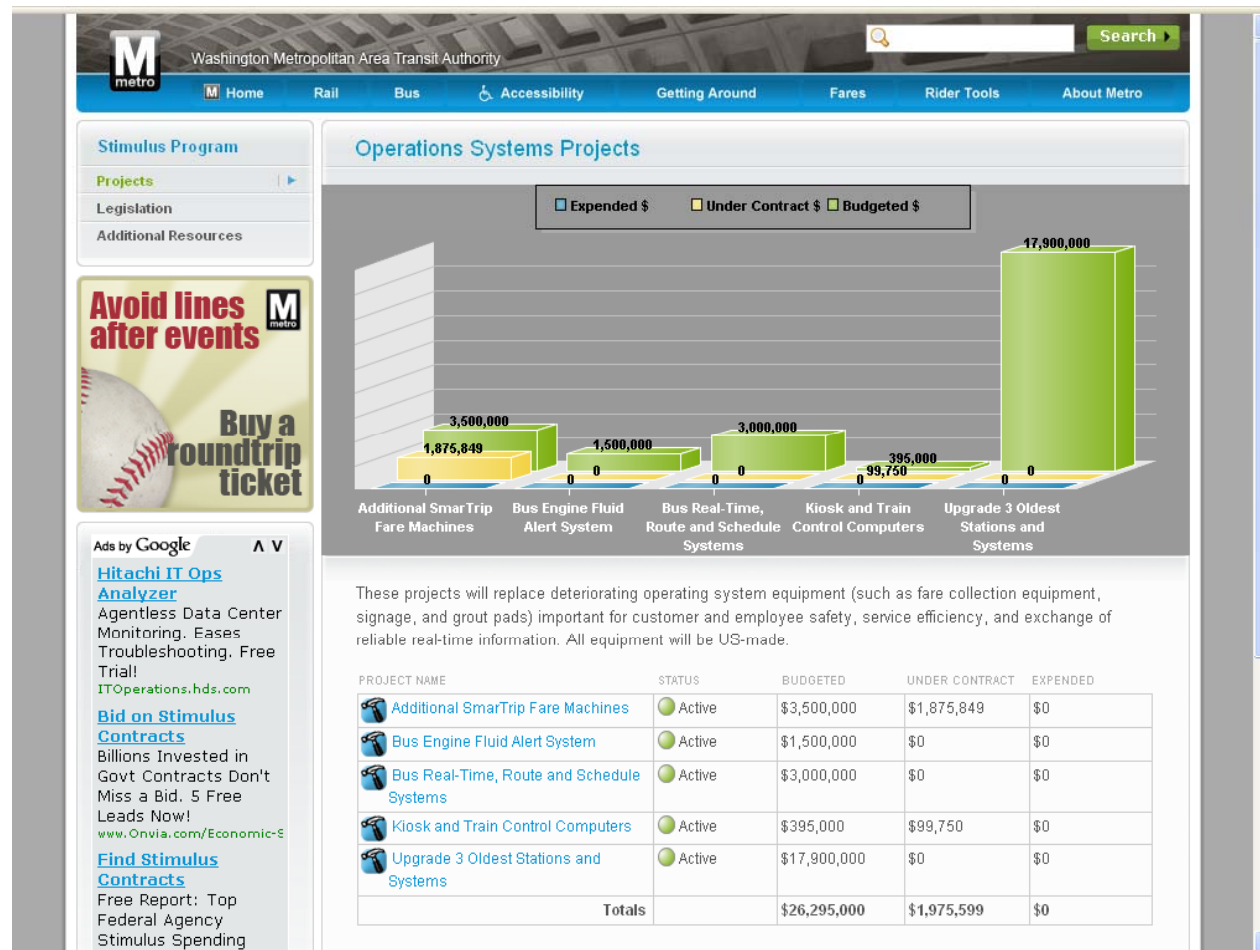 M
metro
Washington Metropolitan Area Transit Authority
Search
M Home Rail Bus Accessibility Getting Around Fares Rider Tools About Metro
Stimulus Program
Projects
Legislation
Additional Resources
Avoid lines
after events
M
metro
Buy a
roundtrip
ticket
Ads by Google
Hitachi IT Ops
Analyzer
Agentless Data Center
Monitoring. Eases
Troubleshooting. Free
Trial!
ITOperations.hds.com
Bid on Stimulus
Contracts
Billions Invested in
Govt Contracts Don't
Miss a Bid. 5 Free
Leads Now!
www.Onvia.com/Economic-S
Find Stimulus
Contracts
Free Report: Top
Federal Agency
Stimulus Spending
Operations Systems Projects
Expended $ Under Contract $ Budgeted $
17,900,000
3,500,000
3,000,000
1,875,849
1,500,000
395,000
0 0 0 99,750 0
0 0 0 0 0
Additional SmarTrip Bus Engine Fluid Bus Real-Time, Kiosk and Train Upgrade 3 Oldest
Fare Machines Alert System Route and Schedule Control Computers Stations and
Systems Systems
These projects will replace deteriorating operating system equipment (such as fare collection equipment,
signage, and grout pads) important for customer and employee safety, service efficiency, and exchange of
reliable real-time information. All equipment will be US-made.
PROJECT NAME STATUS BUDGETED UNDER CONTRACT EXPENDED
Additional SmarTrip Fare Machines Active $3,500,000 $1,875,849 $0
Bus Engine Fluid Alert System Active $1,500,000 $0 $0
Bus Real-Time, Route and Schedule Active $3,000,000 $0 $0
Systems
Kiosk and Train Control Computers Active $395,000 $99,750 $0
Upgrade 3 Oldest Stations and Active $17,900,000 $0 $0
Systems
Totals $26,295,000 $1,975,599 $0